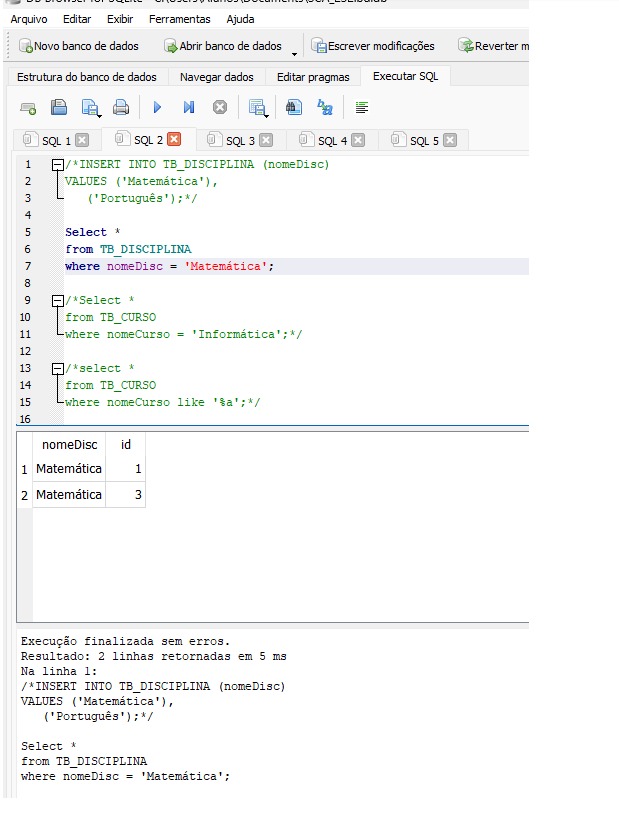 Arquivo Editar Exibir Ferramentas Ajuda
Novo banco de dados Abrir banco de dados Escrever modificações Reverter m
Estrutura do banco de dados Navegar dados Editar pragmas Executar SQL
SQL 1 SQL 2 SQL 3 SQL 4 SQL 5
1 /*INSERT INTO TB_DISCIPLINA (nomeDisc)
2 VALUES ('Matemática'),
3 ('Português');*/
4
5 Select *
6 from TB_DISCIPLINA
7 where nomeDisc = 'Matemática';
8
9 /*Select *
10 from TB_CURSO
11 where nomeCurso = 'Informática';*/
12
13 /*select *
14 from TB_CURSO
15 where nomeCurso like '%a';*/
16
nomeDisc id
1 Matemática 1
2 Matemática 3
Execução finalizada sem erros.
Resultado: 2 linhas retornadas em 5 ms
Na linha 1:
/*INSERT INTO TB_DISCIPLINA (nomeDisc)
VALUES ('Matemática'),
('Português');*/
Select *
from TB_DISCIPLINA
where nomeDisc = 'Matemática';